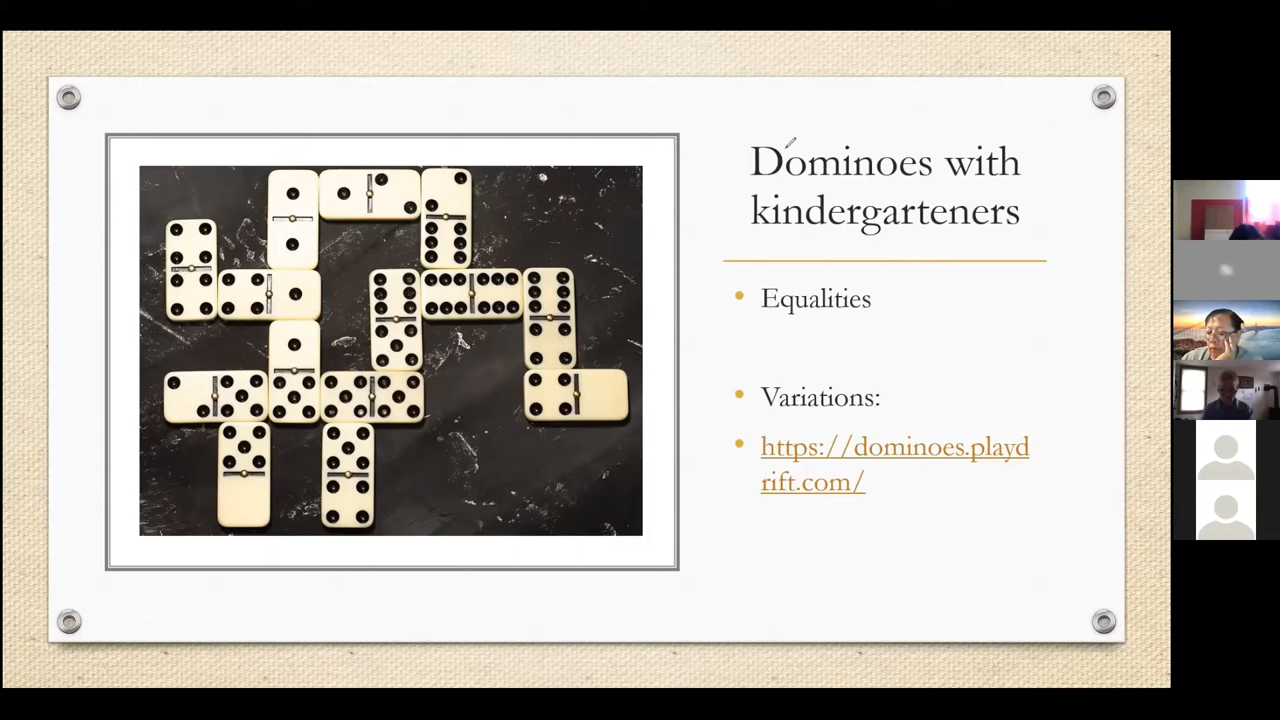 Dominoes with
kindergarteners
• Equalities
• Variations:
• https://dominoes.playd
rift.com/